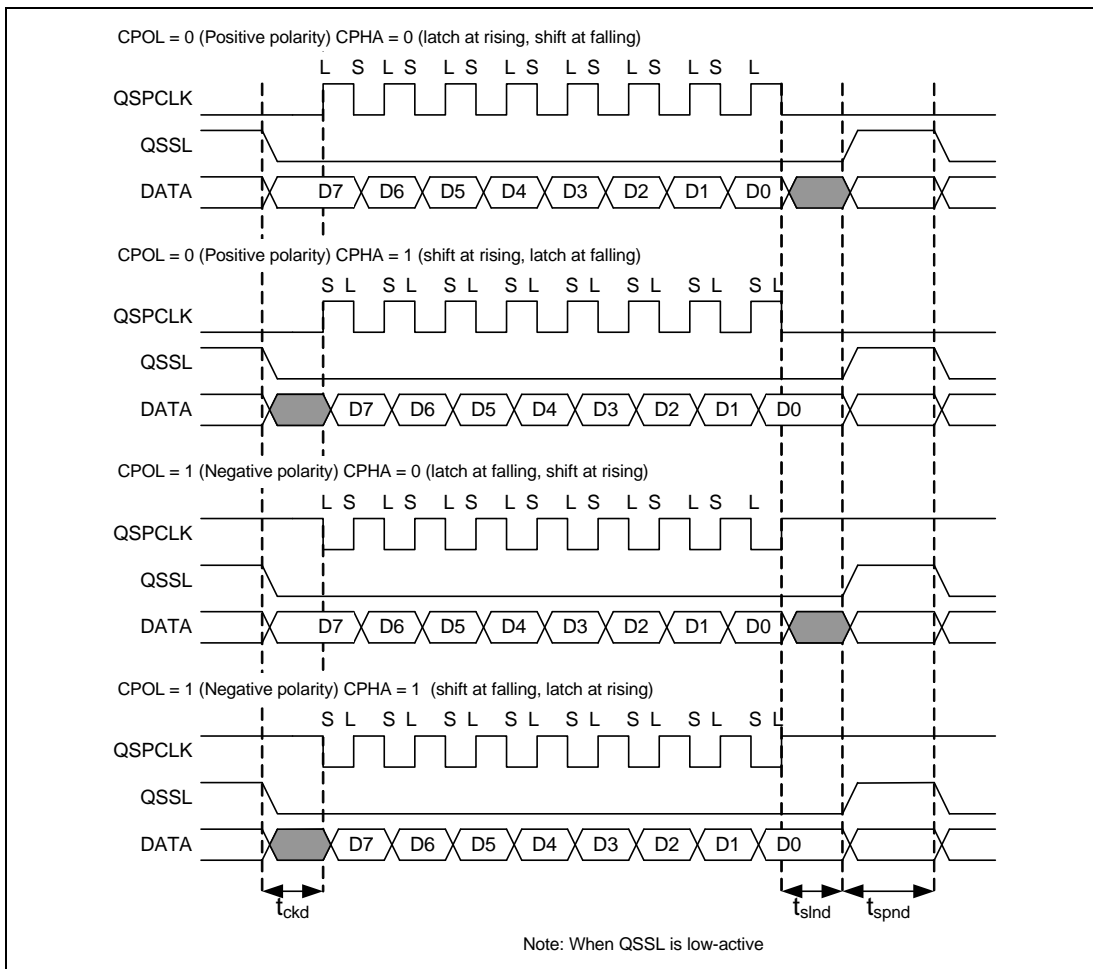 CPOL = 0 (Positive polarity) CPHA = 0 (latch at rising, shift at falling)
L S L S L S L S L S L S L S L
QSPCLK
QSSL
DATA D7 D6 D5 D4 D3 D2 D1 D0
CPOL = 0 (Positive polarity) CPHA = 1 (shift at rising, latch at falling)
S L S L S L S L S L S L S L S L
QSPCLK
QSSL
DATA D7 D6 D5 D4 D3 D2 D1 D0
CPOL = 1 (Negative polarity) CPHA = 0 (latch at falling, shift at rising)
L S L S L S L S L S L S L S L
QSPCLK
QSSL
DATA D7 D6 D5 D4 D3 D2 D1 D0
CPOL = 1 (Negative polarity) CPHA = 1 (shift at falling, latch at rising)
S L S L S L S L S L S L S L S L
QSPCLK
QSSL
DATA D7 D6 D5 D4 D3 D2 D1 D0
tckd tslnd tspnd
Note: When QSSL is low-active